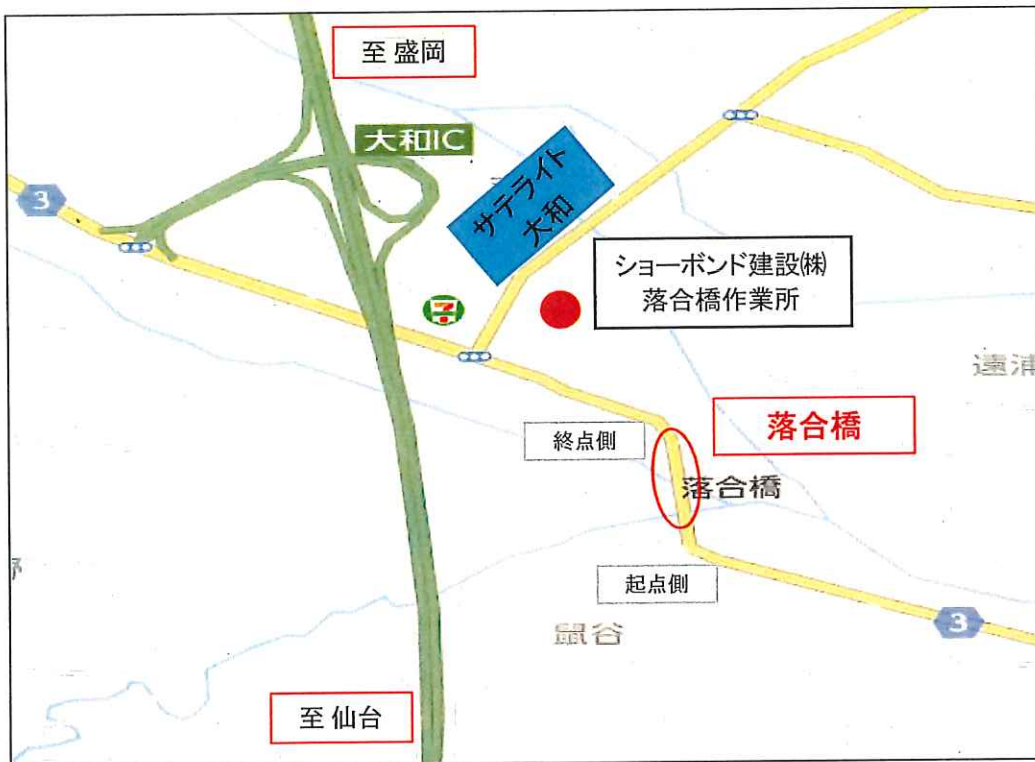 至 盛岡
大和IC
3
サテライト
大和
ショーボンド建設㈱
落合橋作業所
7
遠浦
落合橋
終点側
落合橋
起点側
3
鼠谷
至 仙台